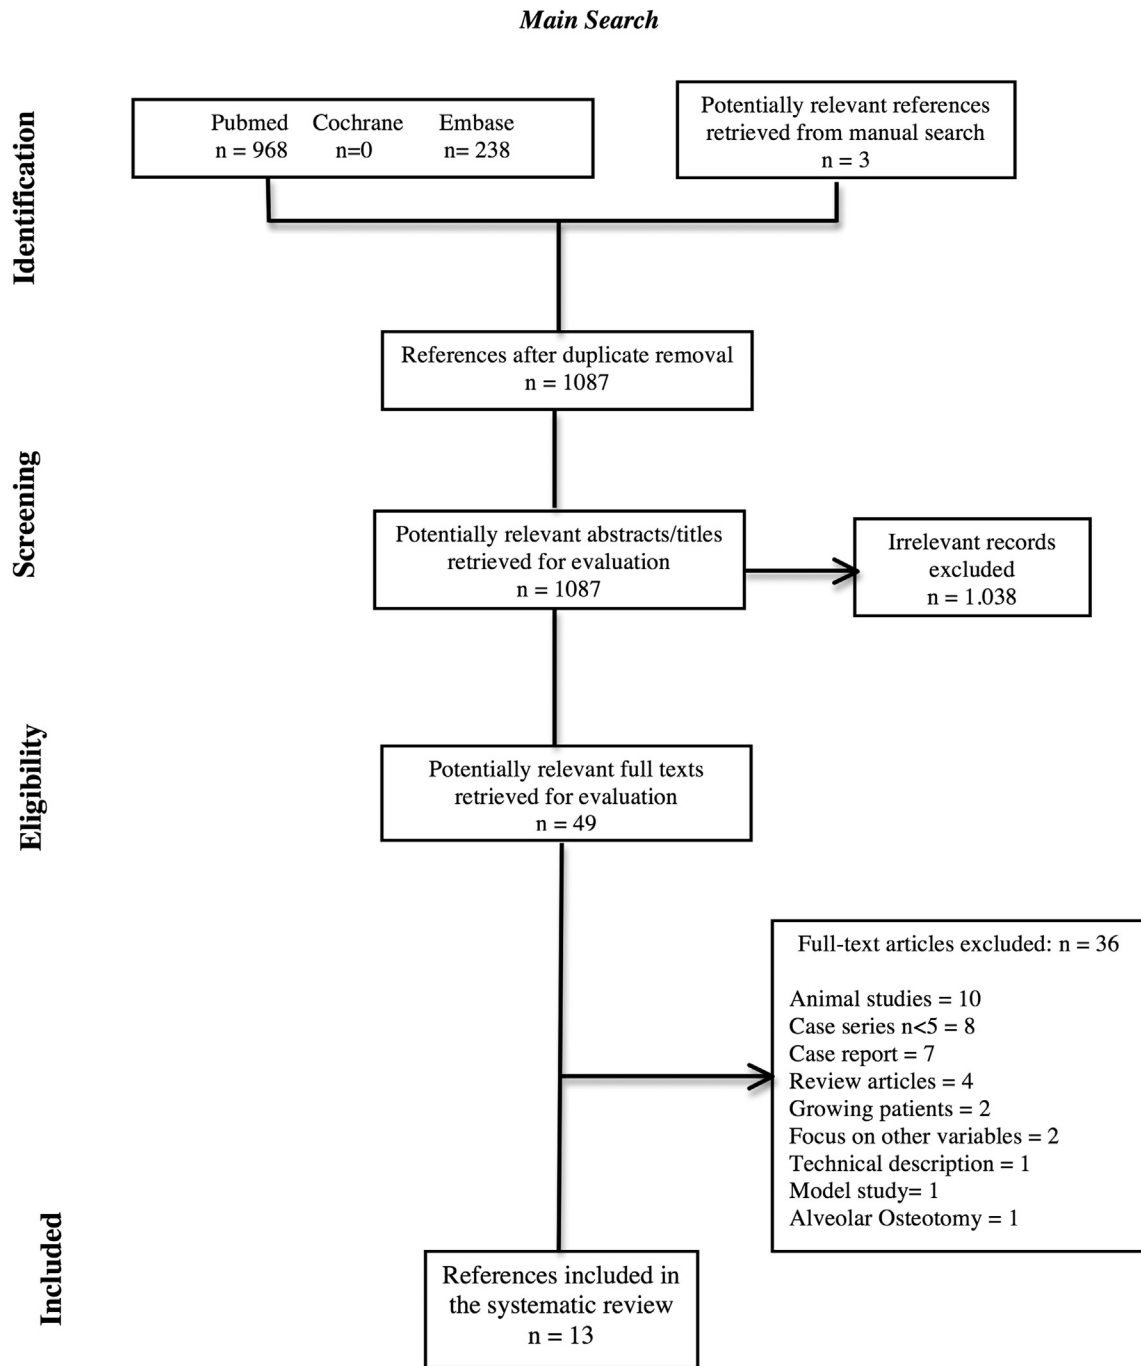 Main Search
Identification
Pubmed Cochrane Embase
n = 968 n=0 n= 238
Potentially relevant references
retrieved from manual search
n = 3
References after duplicate removal
n = 1087
Screening
Potentially relevant abstracts/titles
retrieved for evaluation
n = 1087
Irrelevant records
excluded
n = 1.038
Eligibility
Potentially relevant full texts
retrieved for evaluation
n = 49
Full-text articles excluded: n = 36
Animal studies = 10
Case series n<5 = 8
Case report = 7
Review articles = 4
Growing patients = 2
Focus on other variables = 2
Technical description = 1
Model study= 1
Alveolar Osteotomy = 1
Included
References included in
the systematic review
n = 13